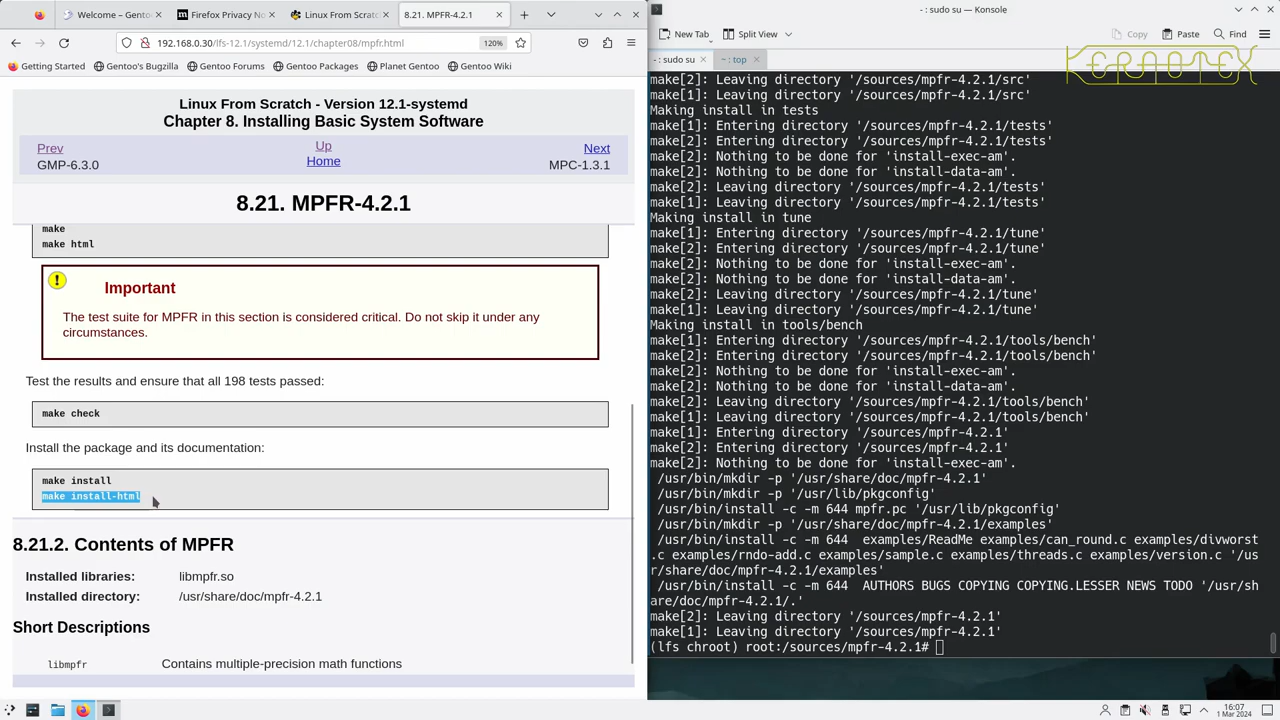 Welcome – Gento
Firefox Privacy No
Linux From Scratc
8.21. MPFR-4.2.1
192.168.0.30/lfs-12.1/systemd/12.1/chapter08/mpfr.html
120%
Getting Started
Gentoo's Bugzilla
Gentoo Forums
Gentoo Packages
Planet Gentoo
Gentoo Wiki
Linux From Scratch - Version 12.1-systemd
Chapter 8. Installing Basic System Software
Prev
Up
Next
GMP-6.3.0
Home
MPC-1.3.1
8.21. MPFR-4.2.1
make
make html
Important
The test suite for MPFR in this section is considered critical. Do not skip it under any
circumstances.
Test the results and ensure that all 198 tests passed:
make check
Install the package and its documentation:
make install
make install-html
8.21.2. Contents of MPFR
Installed libraries: libmpfr.so
Installed directory: /usr/share/doc/mpfr-4.2.1
Short Descriptions
libmpfr Contains multiple-precision math functions
- : sudo su — Konsole
New Tab
Split View
Copy
Paste
Find
- : sudo su
~ : top
KERNOTEX
make[2]: Leaving directory '/sources/mpfr-4.2.1/src'
make[1]: Leaving directory '/sources/mpfr-4.2.1/src'
Making install in tests
make[1]: Entering directory '/sources/mpfr-4.2.1/tests'
make[2]: Entering directory '/sources/mpfr-4.2.1/tests'
make[2]: Nothing to be done for 'install-exec-am'.
make[2]: Nothing to be done for 'install-data-am'.
make[2]: Leaving directory '/sources/mpfr-4.2.1/tests'
make[1]: Leaving directory '/sources/mpfr-4.2.1/tests'
Making install in tune
make[1]: Entering directory '/sources/mpfr-4.2.1/tune'
make[2]: Entering directory '/sources/mpfr-4.2.1/tune'
make[2]: Nothing to be done for 'install-exec-am'.
make[2]: Nothing to be done for 'install-data-am'.
make[2]: Leaving directory '/sources/mpfr-4.2.1/tune'
make[1]: Leaving directory '/sources/mpfr-4.2.1/tune'
Making install in tools/bench
make[1]: Entering directory '/sources/mpfr-4.2.1/tools/bench'
make[2]: Entering directory '/sources/mpfr-4.2.1/tools/bench'
make[2]: Nothing to be done for 'install-exec-am'.
make[2]: Nothing to be done for 'install-data-am'.
make[2]: Leaving directory '/sources/mpfr-4.2.1/tools/bench'
make[1]: Leaving directory '/sources/mpfr-4.2.1/tools/bench'
make[1]: Entering directory '/sources/mpfr-4.2.1'
make[2]: Entering directory '/sources/mpfr-4.2.1'
make[2]: Nothing to be done for 'install-exec-am'.
/usr/bin/mkdir -p '/usr/share/doc/mpfr-4.2.1'
/usr/bin/mkdir -p '/usr/lib/pkgconfig'
/usr/bin/install -c -m 644 mpfr.pc '/usr/lib/pkgconfig'
/usr/bin/mkdir -p '/usr/share/doc/mpfr-4.2.1/examples'
/usr/bin/install -c -m 644  examples/ReadMe examples/can_round.c examples/divworst
.c examples/rndo-add.c examples/sample.c examples/threads.c examples/version.c '/us
r/share/doc/mpfr-4.2.1/examples'
/usr/bin/install -c -m 644  AUTHORS BUGS COPYING COPYING.LESSER NEWS TODO '/usr/sh
are/doc/mpfr-4.2.1/.'
make[2]: Leaving directory '/sources/mpfr-4.2.1'
make[1]: Leaving directory '/sources/mpfr-4.2.1'
(lfs chroot) root:/sources/mpfr-4.2.1#
16:07
1 Mar 2024